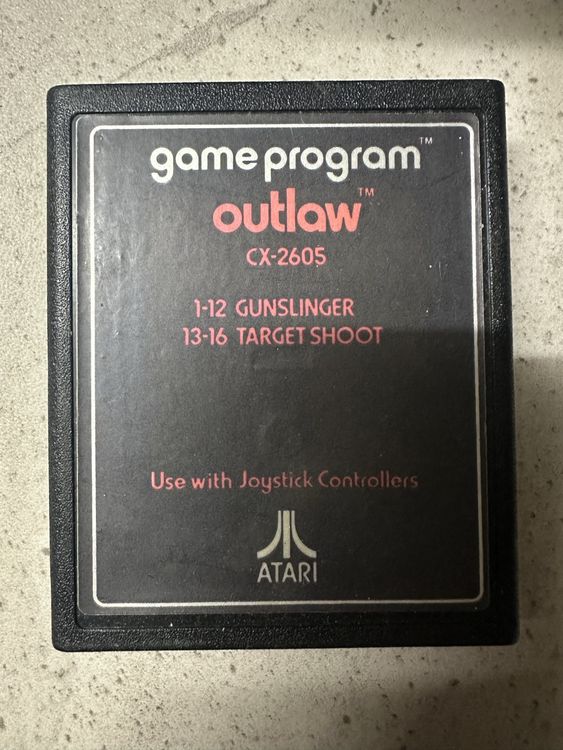 game program™
outlaw™
CX-2605
1-12 GUNSLINGER
13-16 TARGET SHOOT
Use with Joystick Controllers
ATARI